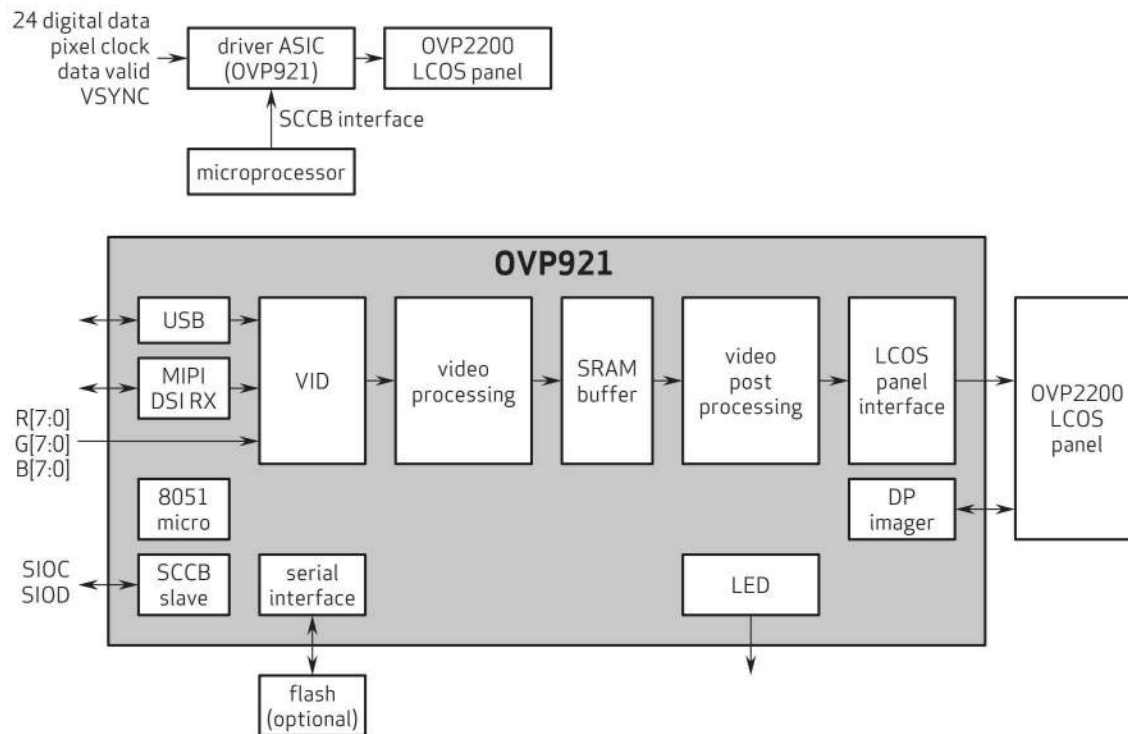 24 digital data
pixel clock
data valid
VSYNC
driver ASIC
(OVP921)
OVP2200
LCOS panel
SCCB interface
microprocessor
OVP921
USB
MIPI
DSI RX
R[7:0]
G[7:0]
B[7:0]
VID
video
processing
SRAM
buffer
video
post
processing
LCOS
panel
interface
OVP2200
LCOS
panel
8051
micro
DP
imager
SIOC
SIOD
SCCB
slave
serial
interface
LED
flash
(optional)